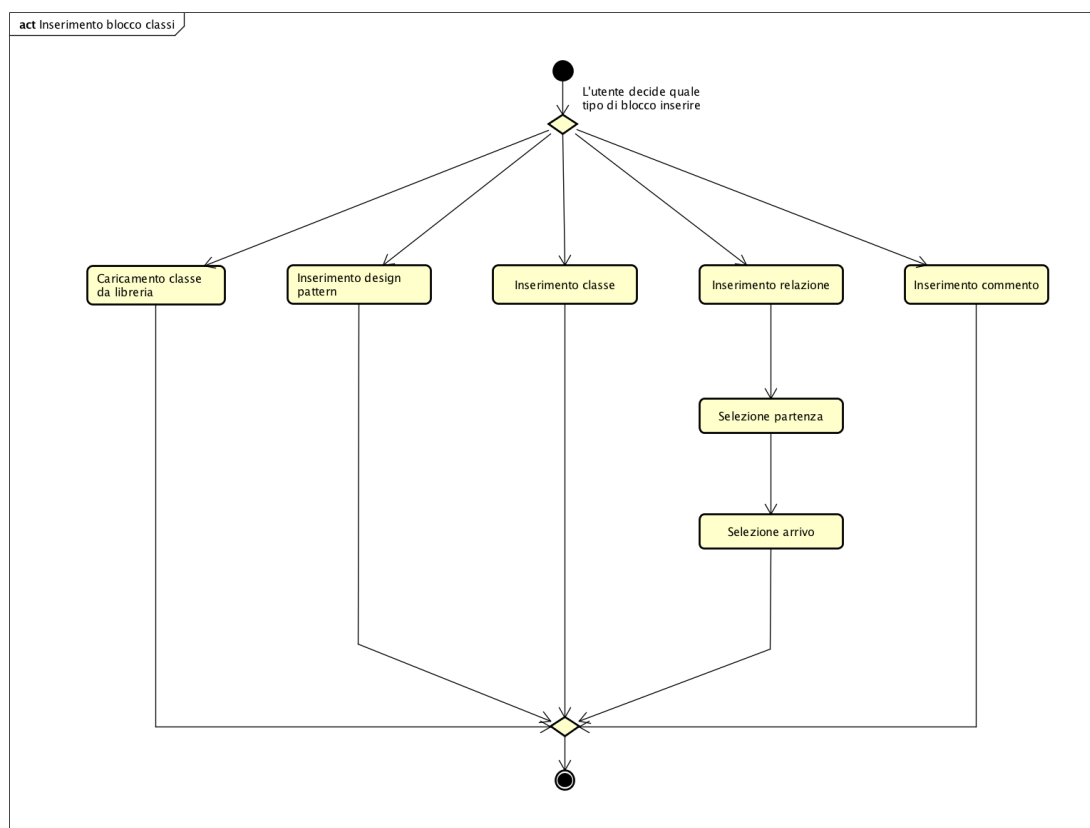 act Inserimento blocco classi
L'utente decide quale
tipo di blocco inserire
Caricamento classe
da libreria
Inserimento design
pattern
Inserimento classe
Inserimento relazione
Inserimento commento
Selezione partenza
Selezione arrivo